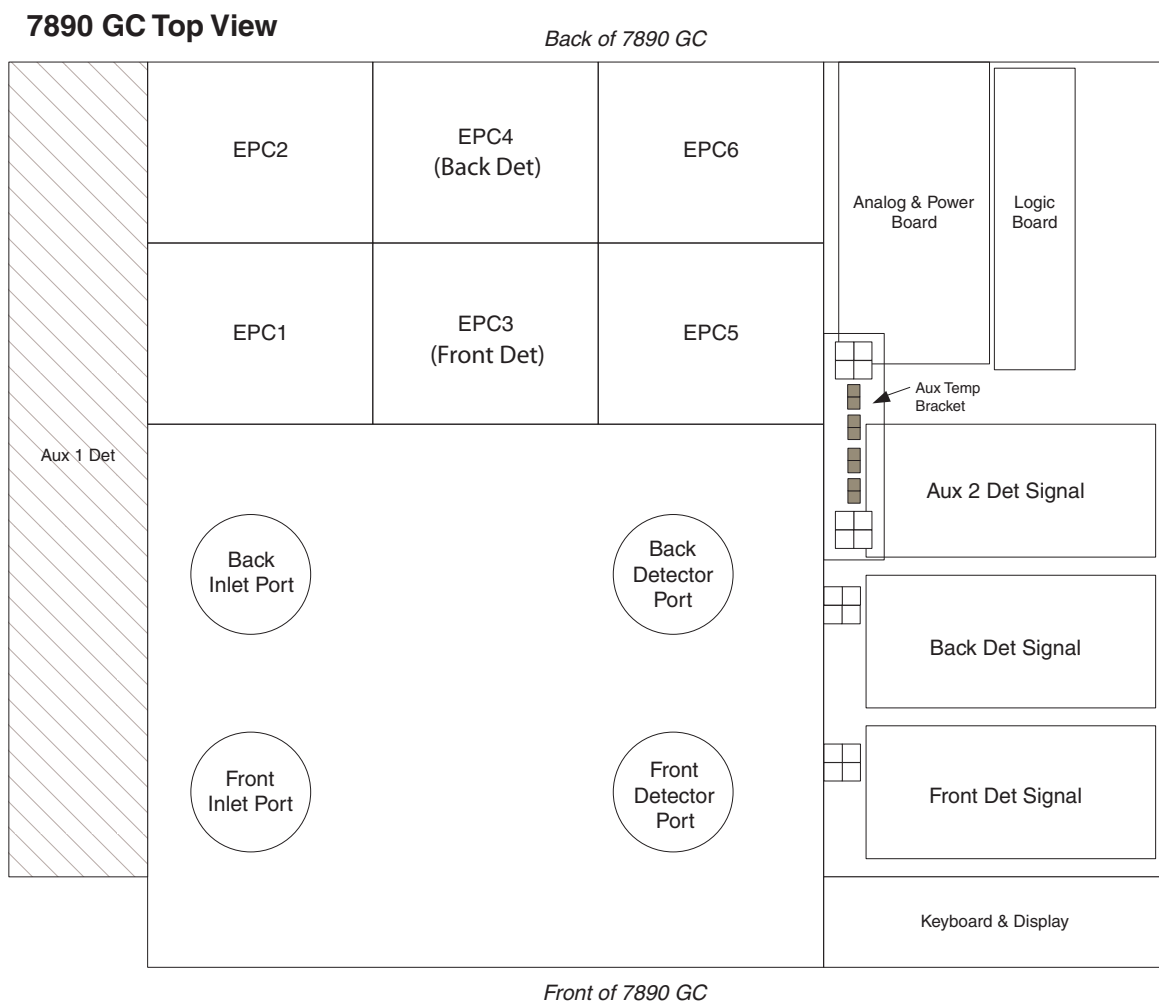 7890 GC Top View
Back of 7890 GC
EPC2
EPC4
(Back Det)
EPC6
Analog & Power
Board
Logic
Board
EPC1
EPC3
(Front Det)
EPC5
Aux Temp
Bracket
Aux 1 Det
Aux 2 Det Signal
Back
Inlet Port
Back
Detector
Port
Back Det Signal
Front
Inlet Port
Front
Detector
Port
Front Det Signal
Keyboard & Display
Front of 7890 GC